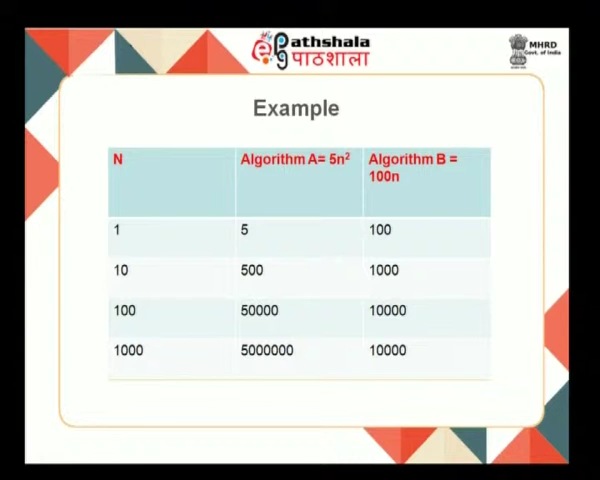 Pathshala
पाठशाला
MHRD
Govt. of India
Example
N Algorithm A= 5n² Algorithm B =
100n
1 5 100
10 500 1000
100 50000 10000
1000 5000000 10000